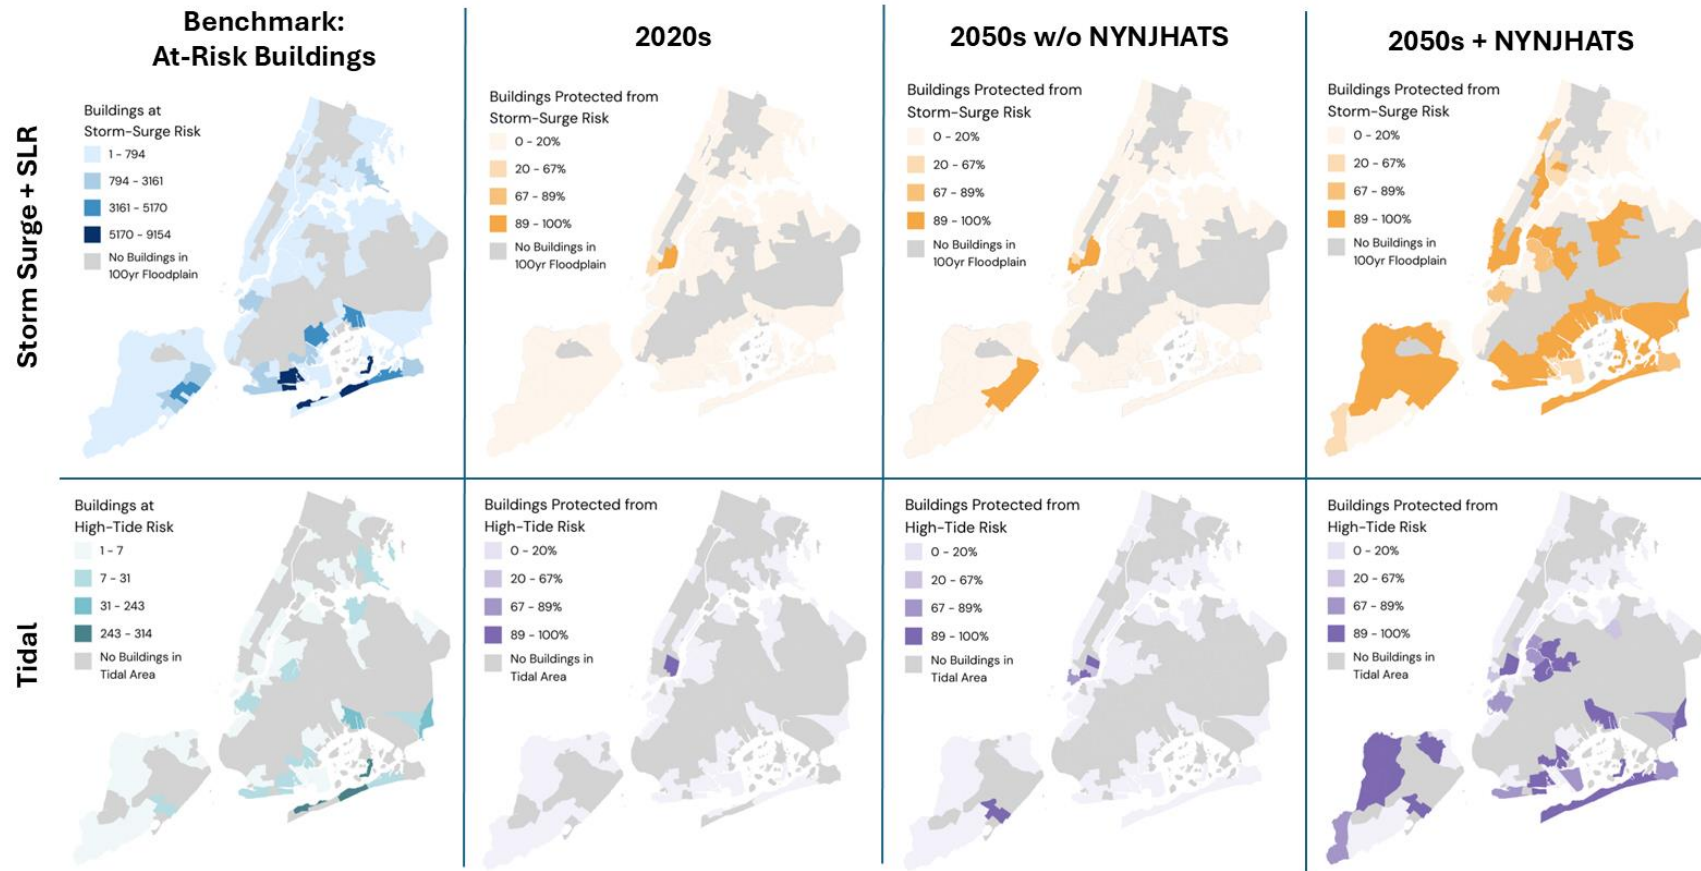 Benchmark:
At-Risk Buildings
2020s
2050s w/o NYNJHATS
2050s + NYNJHATS
Storm Surge + SLR
Buildings at
Storm-Surge Risk
1 - 794
794 - 3161
3161 - 5170
5170 - 9154
No Buildings in
100yr Floodplain
Buildings Protected from
Storm-Surge Risk
0 - 20%
20 - 67%
67 - 89%
89 - 100%
No Buildings in
100yr Floodplain
Buildings Protected from
Storm-Surge Risk
0 - 20%
20 - 67%
67 - 89%
89 - 100%
No Buildings in
100yr Floodplain
Buildings Protected from
Storm-Surge Risk
0 - 20%
20 - 67%
67 - 89%
89 - 100%
No Buildings in
100yr Floodplain
Tidal
Buildings at
High-Tide Risk
1 - 7
7 - 31
31 - 243
243 - 314
No Buildings in
Tidal Area
Buildings Protected from
High-Tide Risk
0 - 20%
20 - 67%
67 - 89%
89 - 100%
No Buildings in
Tidal Area
Buildings Protected from
High-Tide Risk
0 - 20%
20 - 67%
67 - 89%
89 - 100%
No Buildings in
Tidal Area
Buildings Protected from
High-Tide Risk
0 - 20%
20 - 67%
67 - 89%
89 - 100%
No Buildings in
Tidal Area